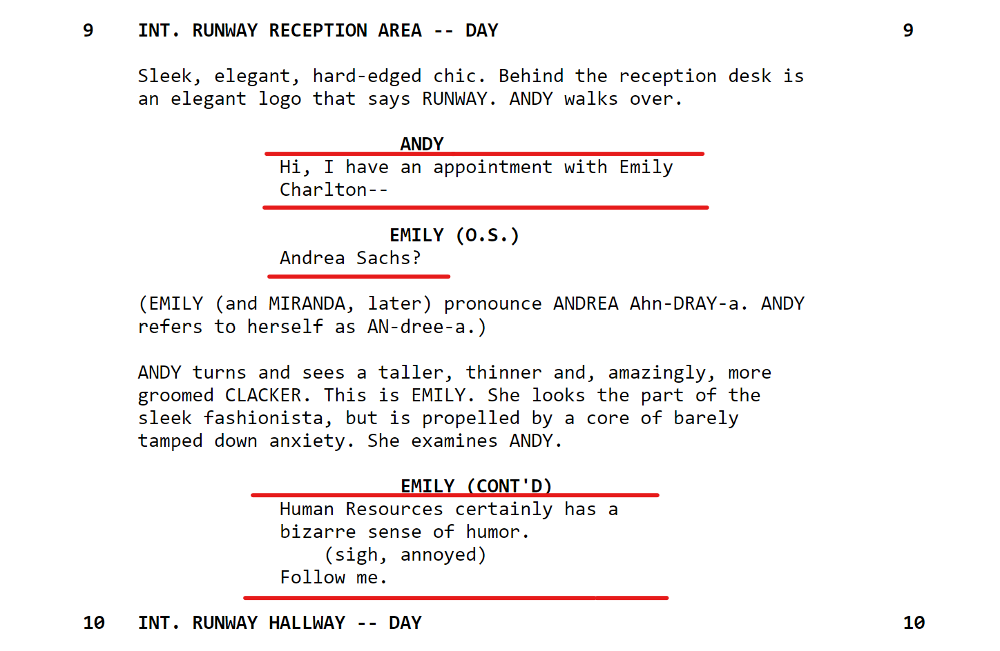 9 INT. RUNWAY RECEPTION AREA -- DAY 9
Sleek, elegant, hard-edged chic. Behind the reception desk is
an elegant logo that says RUNWAY. ANDY walks over.
ANDY
Hi, I have an appointment with Emily
Charlton--
EMILY (O.S.)
Andrea Sachs?
(EMILY (and MIRANDA, later) pronounce ANDREA Ahn-DRAY-a. ANDY
refers to herself as AN-dree-a.)
ANDY turns and sees a taller, thinner and, amazingly, more
groomed CLACKER. This is EMILY. She looks the part of the
sleek fashionista, but is propelled by a core of barely
tamped down anxiety. She examines ANDY.
EMILY (CONT'D)
Human Resources certainly has a
bizarre sense of humor.
(sigh, annoyed)
Follow me.
10 INT. RUNWAY HALLWAY -- DAY 10